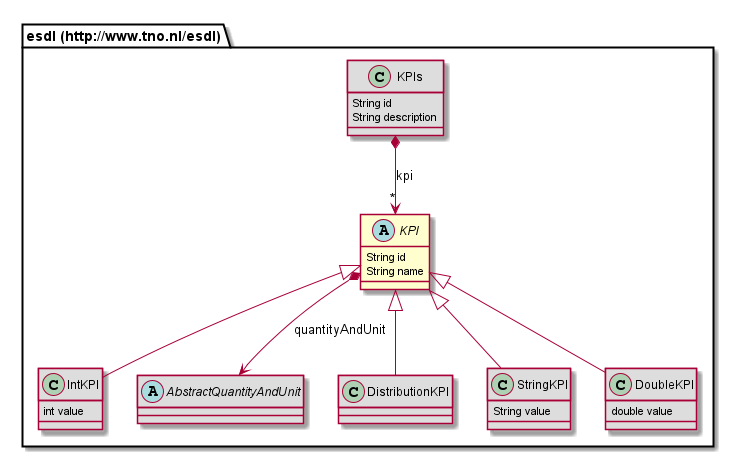 esdl (http://www.tno.nl/esdl)
C KPIs
String id
String description
kpi
*
A KPI
String id
String name
quantityAndUnit
C IntKPI
int value
A AbstractQuantityAndUnit
C DistributionKPI
C StringKPI
String value
C DoubleKPI
double value